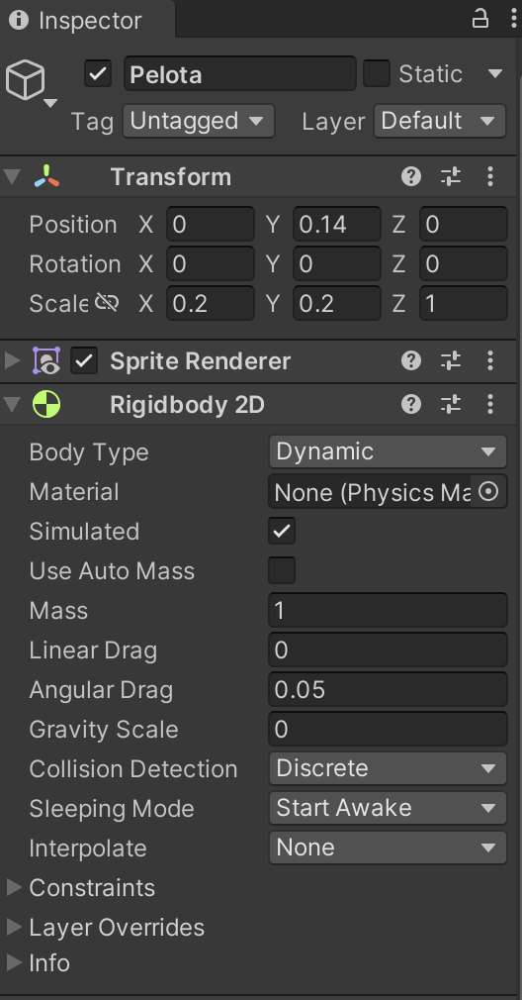 Inspector
Pelota Static
Tag Untagged Layer Default
Transform
Position X 0 Y 0.14 Z 0
Rotation X 0 Y 0 Z 0
Scale X 0.2 Y 0.2 Z 1
Sprite Renderer
Rigidbody 2D
Body Type Dynamic
Material None (Physics Ma
Simulated
Use Auto Mass
Mass 1
Linear Drag 0
Angular Drag 0.05
Gravity Scale 0
Collision Detection Discrete
Sleeping Mode Start Awake
Interpolate None
Constraints
Layer Overrides
Info